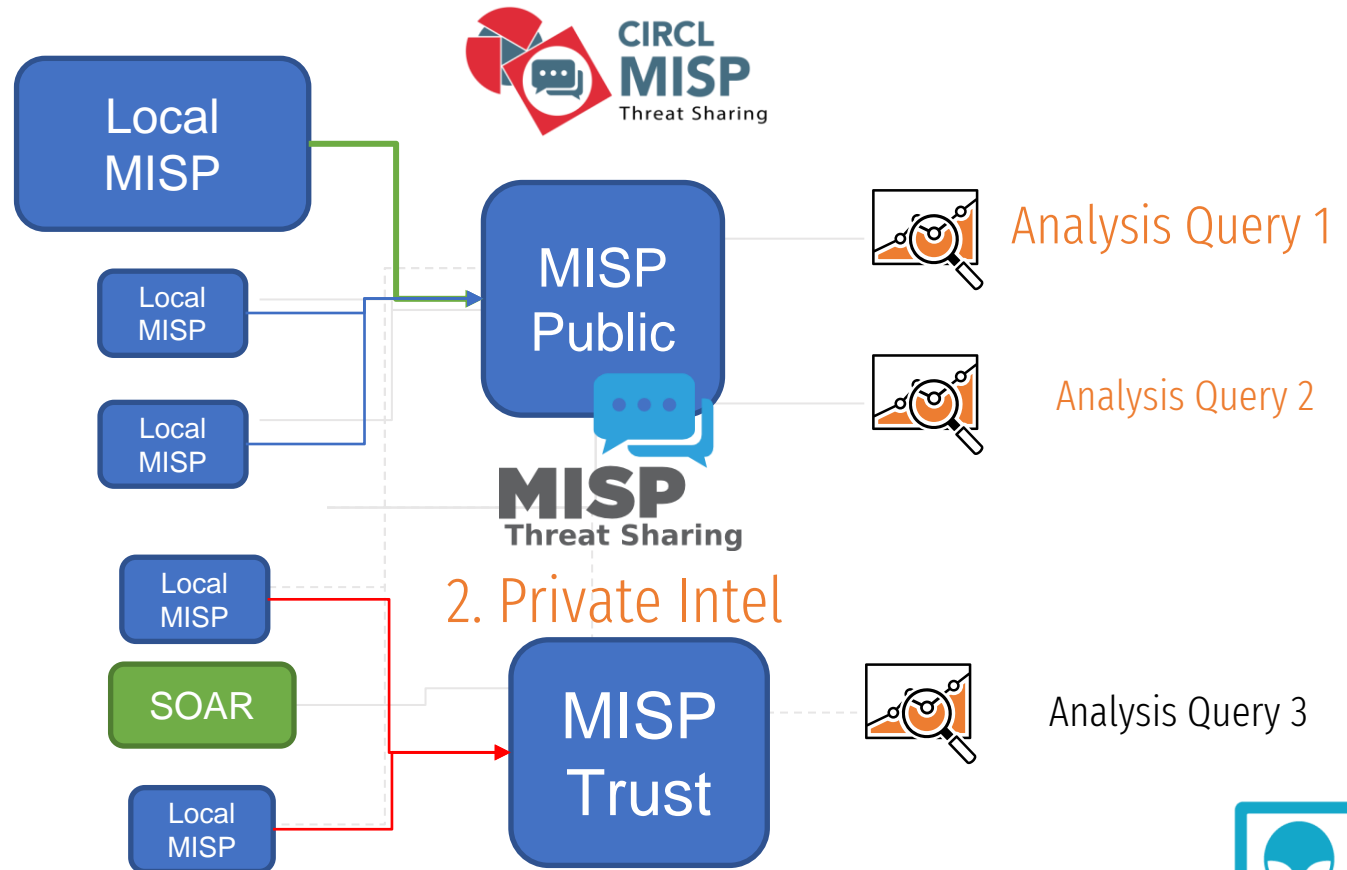 CIRCL
MISP
Threat Sharing
Local
MISP
MISP
Public
Analysis Query 1
Local
MISP
Analysis Query 2
Local
MISP
MISP
Threat Sharing
Local
MISP
2. Private Intel
SOAR
MISP
Trust
Analysis Query 3
Local
MISP